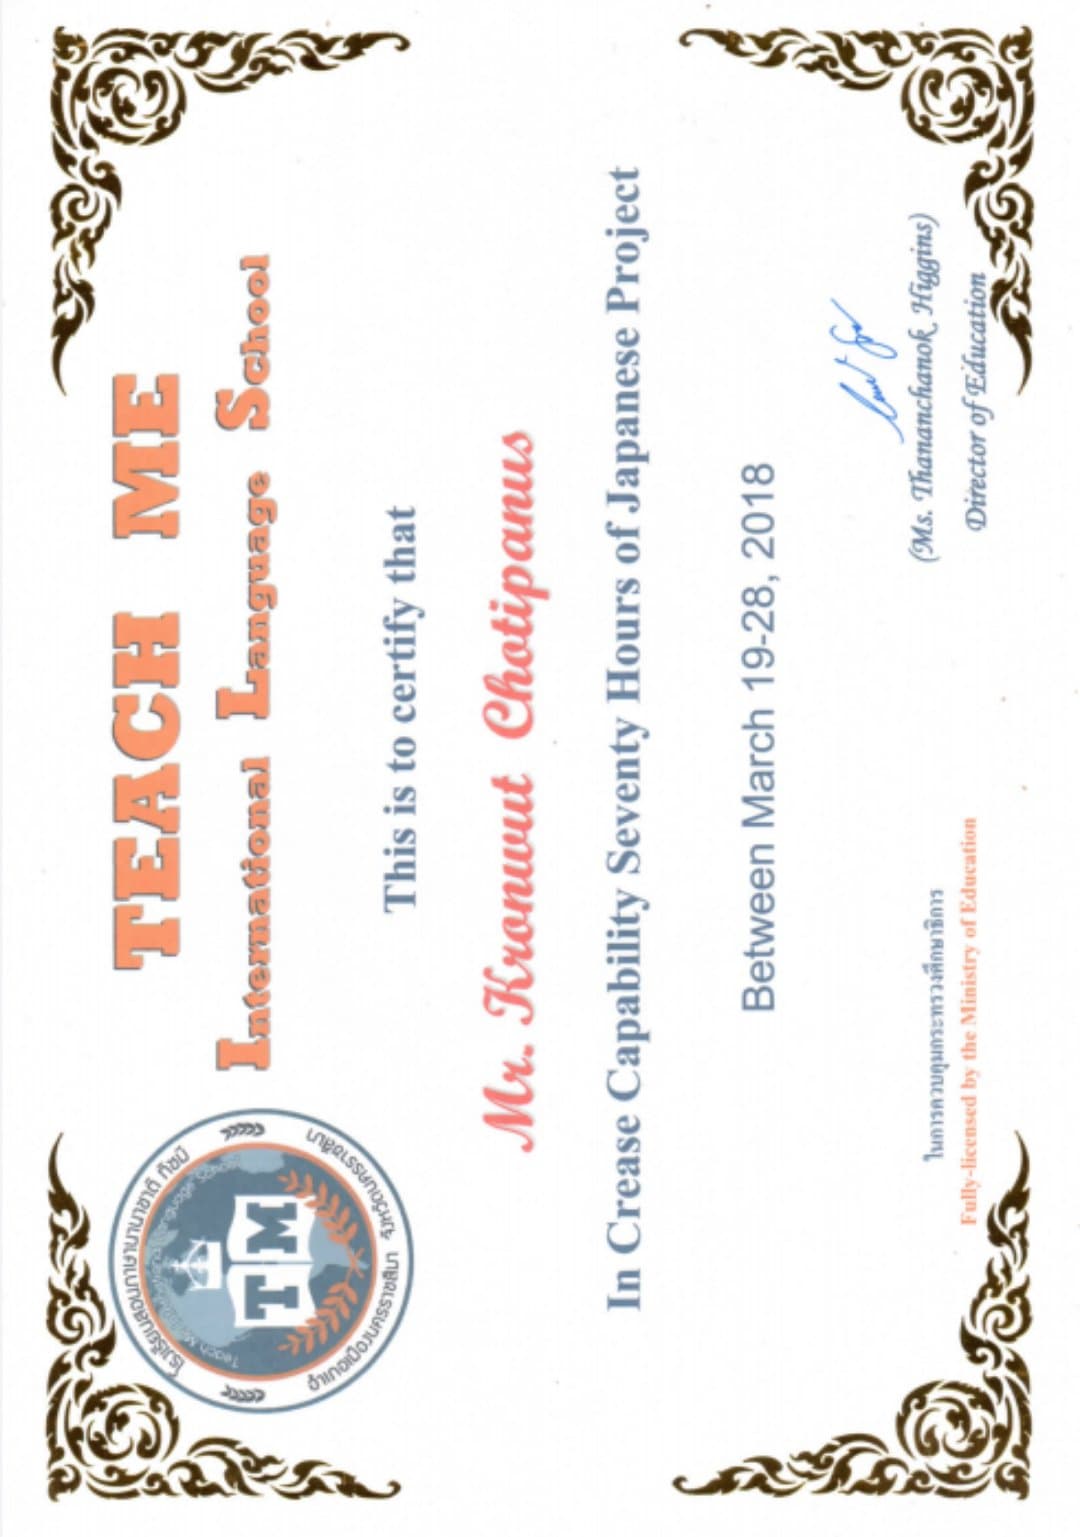 โรงเรียนสอนภาษานานาชาติ ทีชมี
Teach Me International Language School
TM
อำเภอเมืองนครราชสีมา จังหวัดนครราชสีมา
TEACH ME
International Language School
This is to certify that
Mr. Kronwut Chotipanus
In Crease Capability Seventy Hours of Japanese Project
Between March 19-28, 2018
(Ms. Thananchanok Higgins)
Director of Education
ในการควบคุมกระทรวงศึกษาธิการ
Fully-licensed by the Ministry of Education